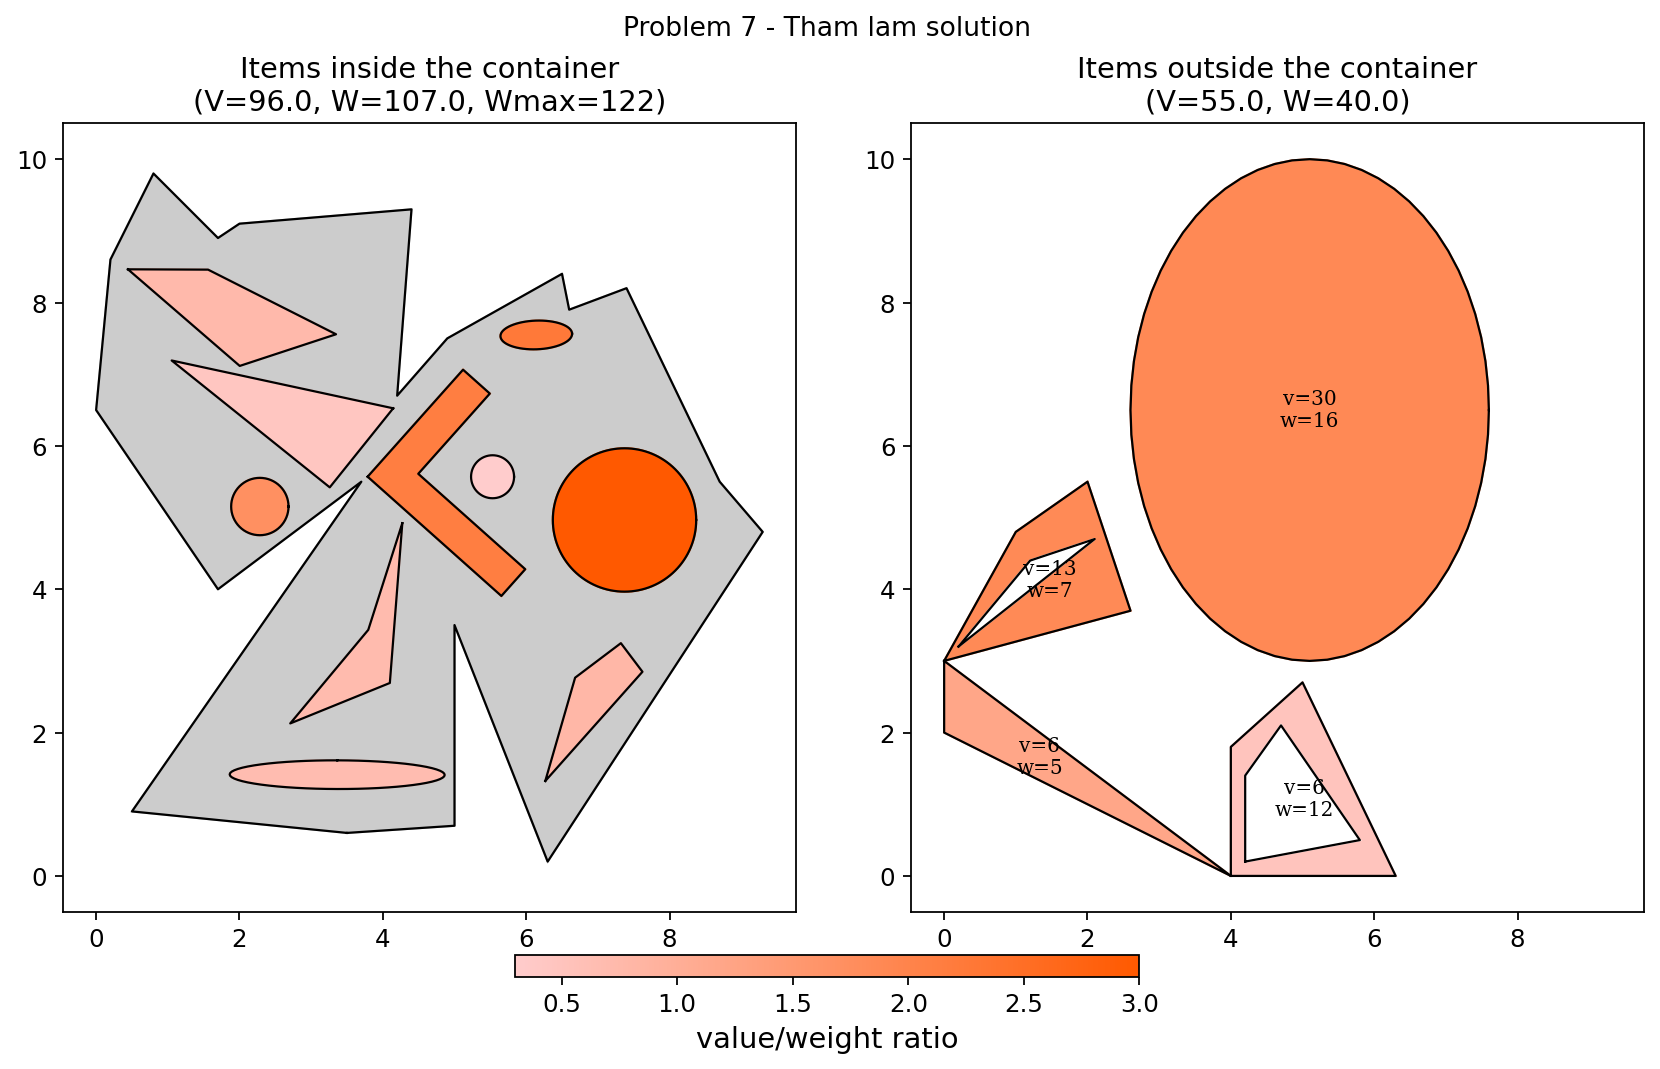 Problem 7 - Tham lam solution
Items inside the container
(V=96.0, W=107.0, Wmax=122)
Items outside the container
(V=55.0, W=40.0)
10
8
6
4
2
0
0 2 4 6 8
10
8
6
4
2
0
0 2 4 6 8
v=30
w=16
v=13
w=7
v=6
w=5
v=6
w=12
0.5 1.0 1.5 2.0 2.5 3.0
value/weight ratio